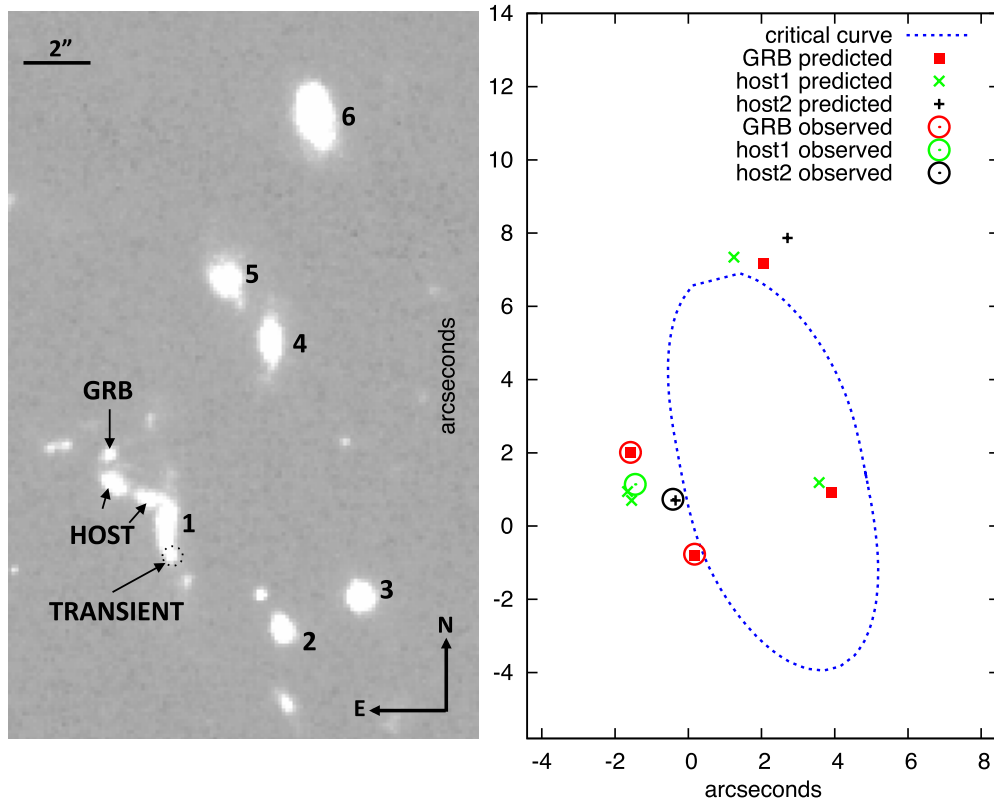 2”
6
5
4
GRB
HOST
1
TRANSIENT
3
2
N
E
14
12
10
8
6
4
2
0
-2
-4
arcseconds
critical curve
GRB predicted
host1 predicted
host2 predicted
GRB observed
host1 observed
host2 observed
-4 -2 0 2 4 6 8
arcseconds